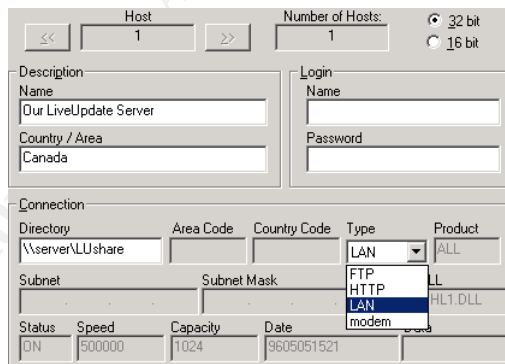 Host
Number of Hosts:
<< 1 >> 1
32 bit
16 bit
Description
Name
Our LiveUpdate Server
Country / Area
Canada
Login
Name
Password
Connection
Directory Area Code Country Code Type Product
\\server\LUshare LAN ALL
FTP
HTTP
LAN
modem
Subnet Subnet Mask LL
. . . . . HL1.DLL
Status Speed Capacity Date
ON 500000 1024 9605051521